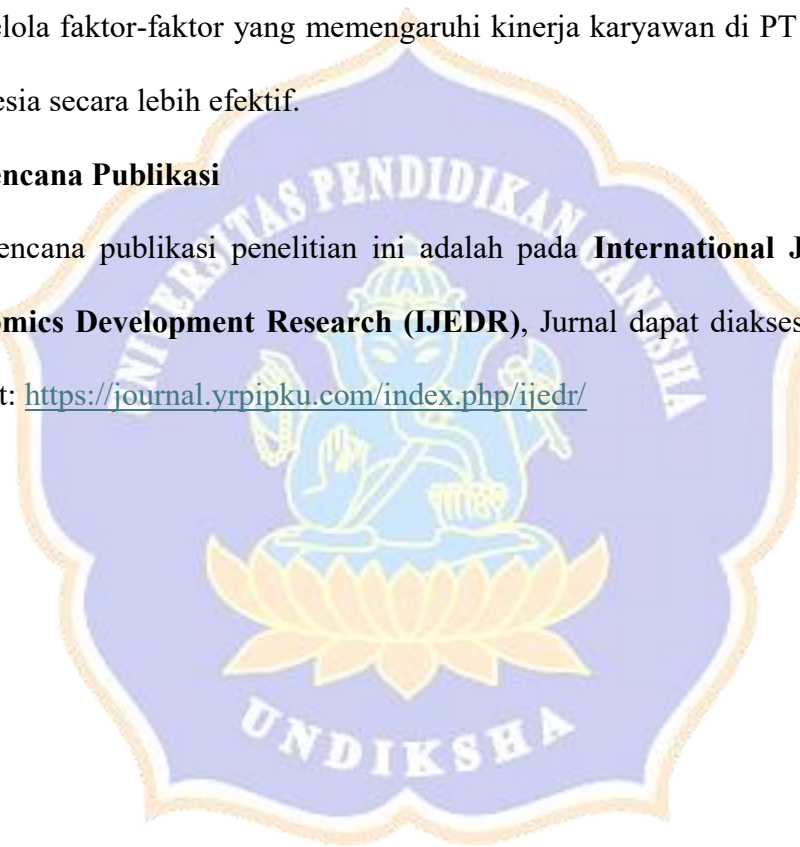 elola faktor-faktor yang memengaruhi kinerja karyawan di PT
esia secara lebih efektif.
encana Publikasi
encana publikasi penelitian ini adalah pada International J
omics Development Research (IJEDR), Jurnal dapat diakses
t: https://journal.yrpipku.com/index.php/ijedr/
UNIVERSITAS PENDIDIKAN GANESHA
UNDIKSHA